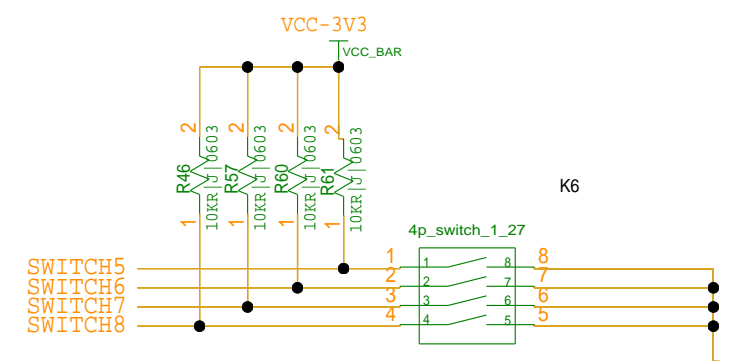 VCC-3V3
VCC_BAR
2 2 2 2
R46 10KR|J|0603
R57 10KR|J|0603
R60 10KR|J|0603
R61 10KR|J|0603
1 1 1 1
K6
4p_switch_1_27
SWITCH5 1 1 8 8
SWITCH6 2 2 7 7
SWITCH7 3 3 6 6
SWITCH8 4 4 5 5